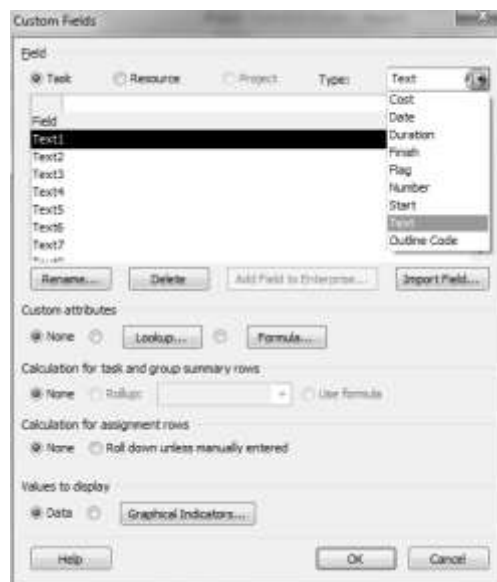 Custom Fields
Field
Task Resource Project Type: Text
Cost
Date
Duration
Finish
Flag
Number
Start
Text
Outline Code
Field
Text1
Text2
Text3
Text4
Text5
Text6
Text7
Rename... Delete Add Field to Enterprise... Import Field...
Custom attributes
None Lookup... Formula...
Calculation for task and group summary rows
None Rollup: Use formula
Calculation for assignment rows
None Roll down unless manually entered
Values to display
Data Graphical Indicators...
Help OK Cancel